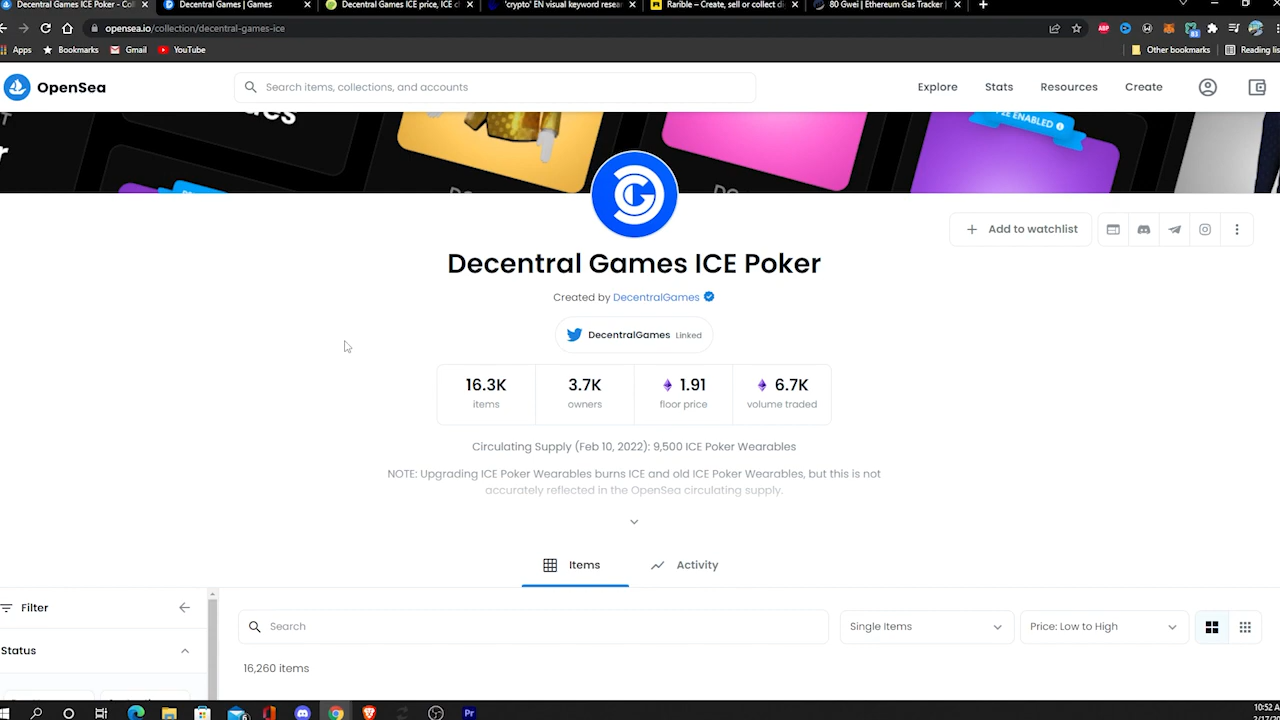 Decentral Games ICE Poker - Coll
Decentral Games | Games
Decentral Games ICE price, ICE c
'crypto' EN visual keyword resea
Rarible – Create, sell or collect di
80 Gwei | Ethereum Gas Tracker
opensea.io/collection/decentral-games-ice
Apps
Bookmarks
Gmail
YouTube
Other bookmarks
Reading lis
OpenSea
Search items, collections, and accounts
Explore
Stats
Resources
Create
ENABLED
Add to watchlist
Decentral Games ICE Poker
Created by DecentralGames
DecentralGames Linked
16.3K
items
3.7K
owners
1.91
floor price
6.7K
volume traded
Circulating Supply (Feb 10, 2022): 9,500 ICE Poker Wearables
NOTE: Upgrading ICE Poker Wearables burns ICE and old ICE Poker Wearables, but this is not
accurately reflected in the OpenSea circulating supply.
Items
Activity
Filter
Search
Single Items
Price: Low to High
Status
16,260 items
10:52 A